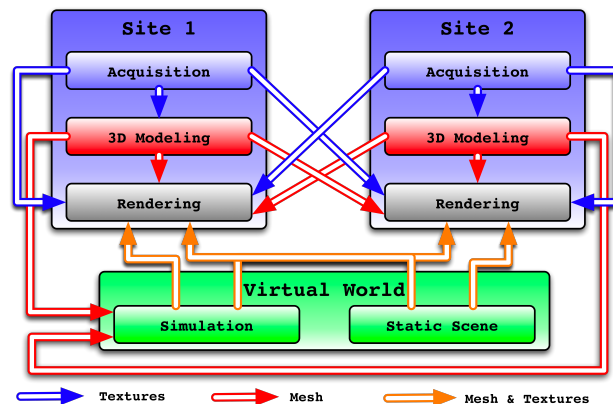 Site 1
Site 2
Acquisition
Acquisition
3D Modeling
3D Modeling
Rendering
Rendering
Virtual World
Simulation
Static Scene
Textures
Mesh
Mesh & Textures